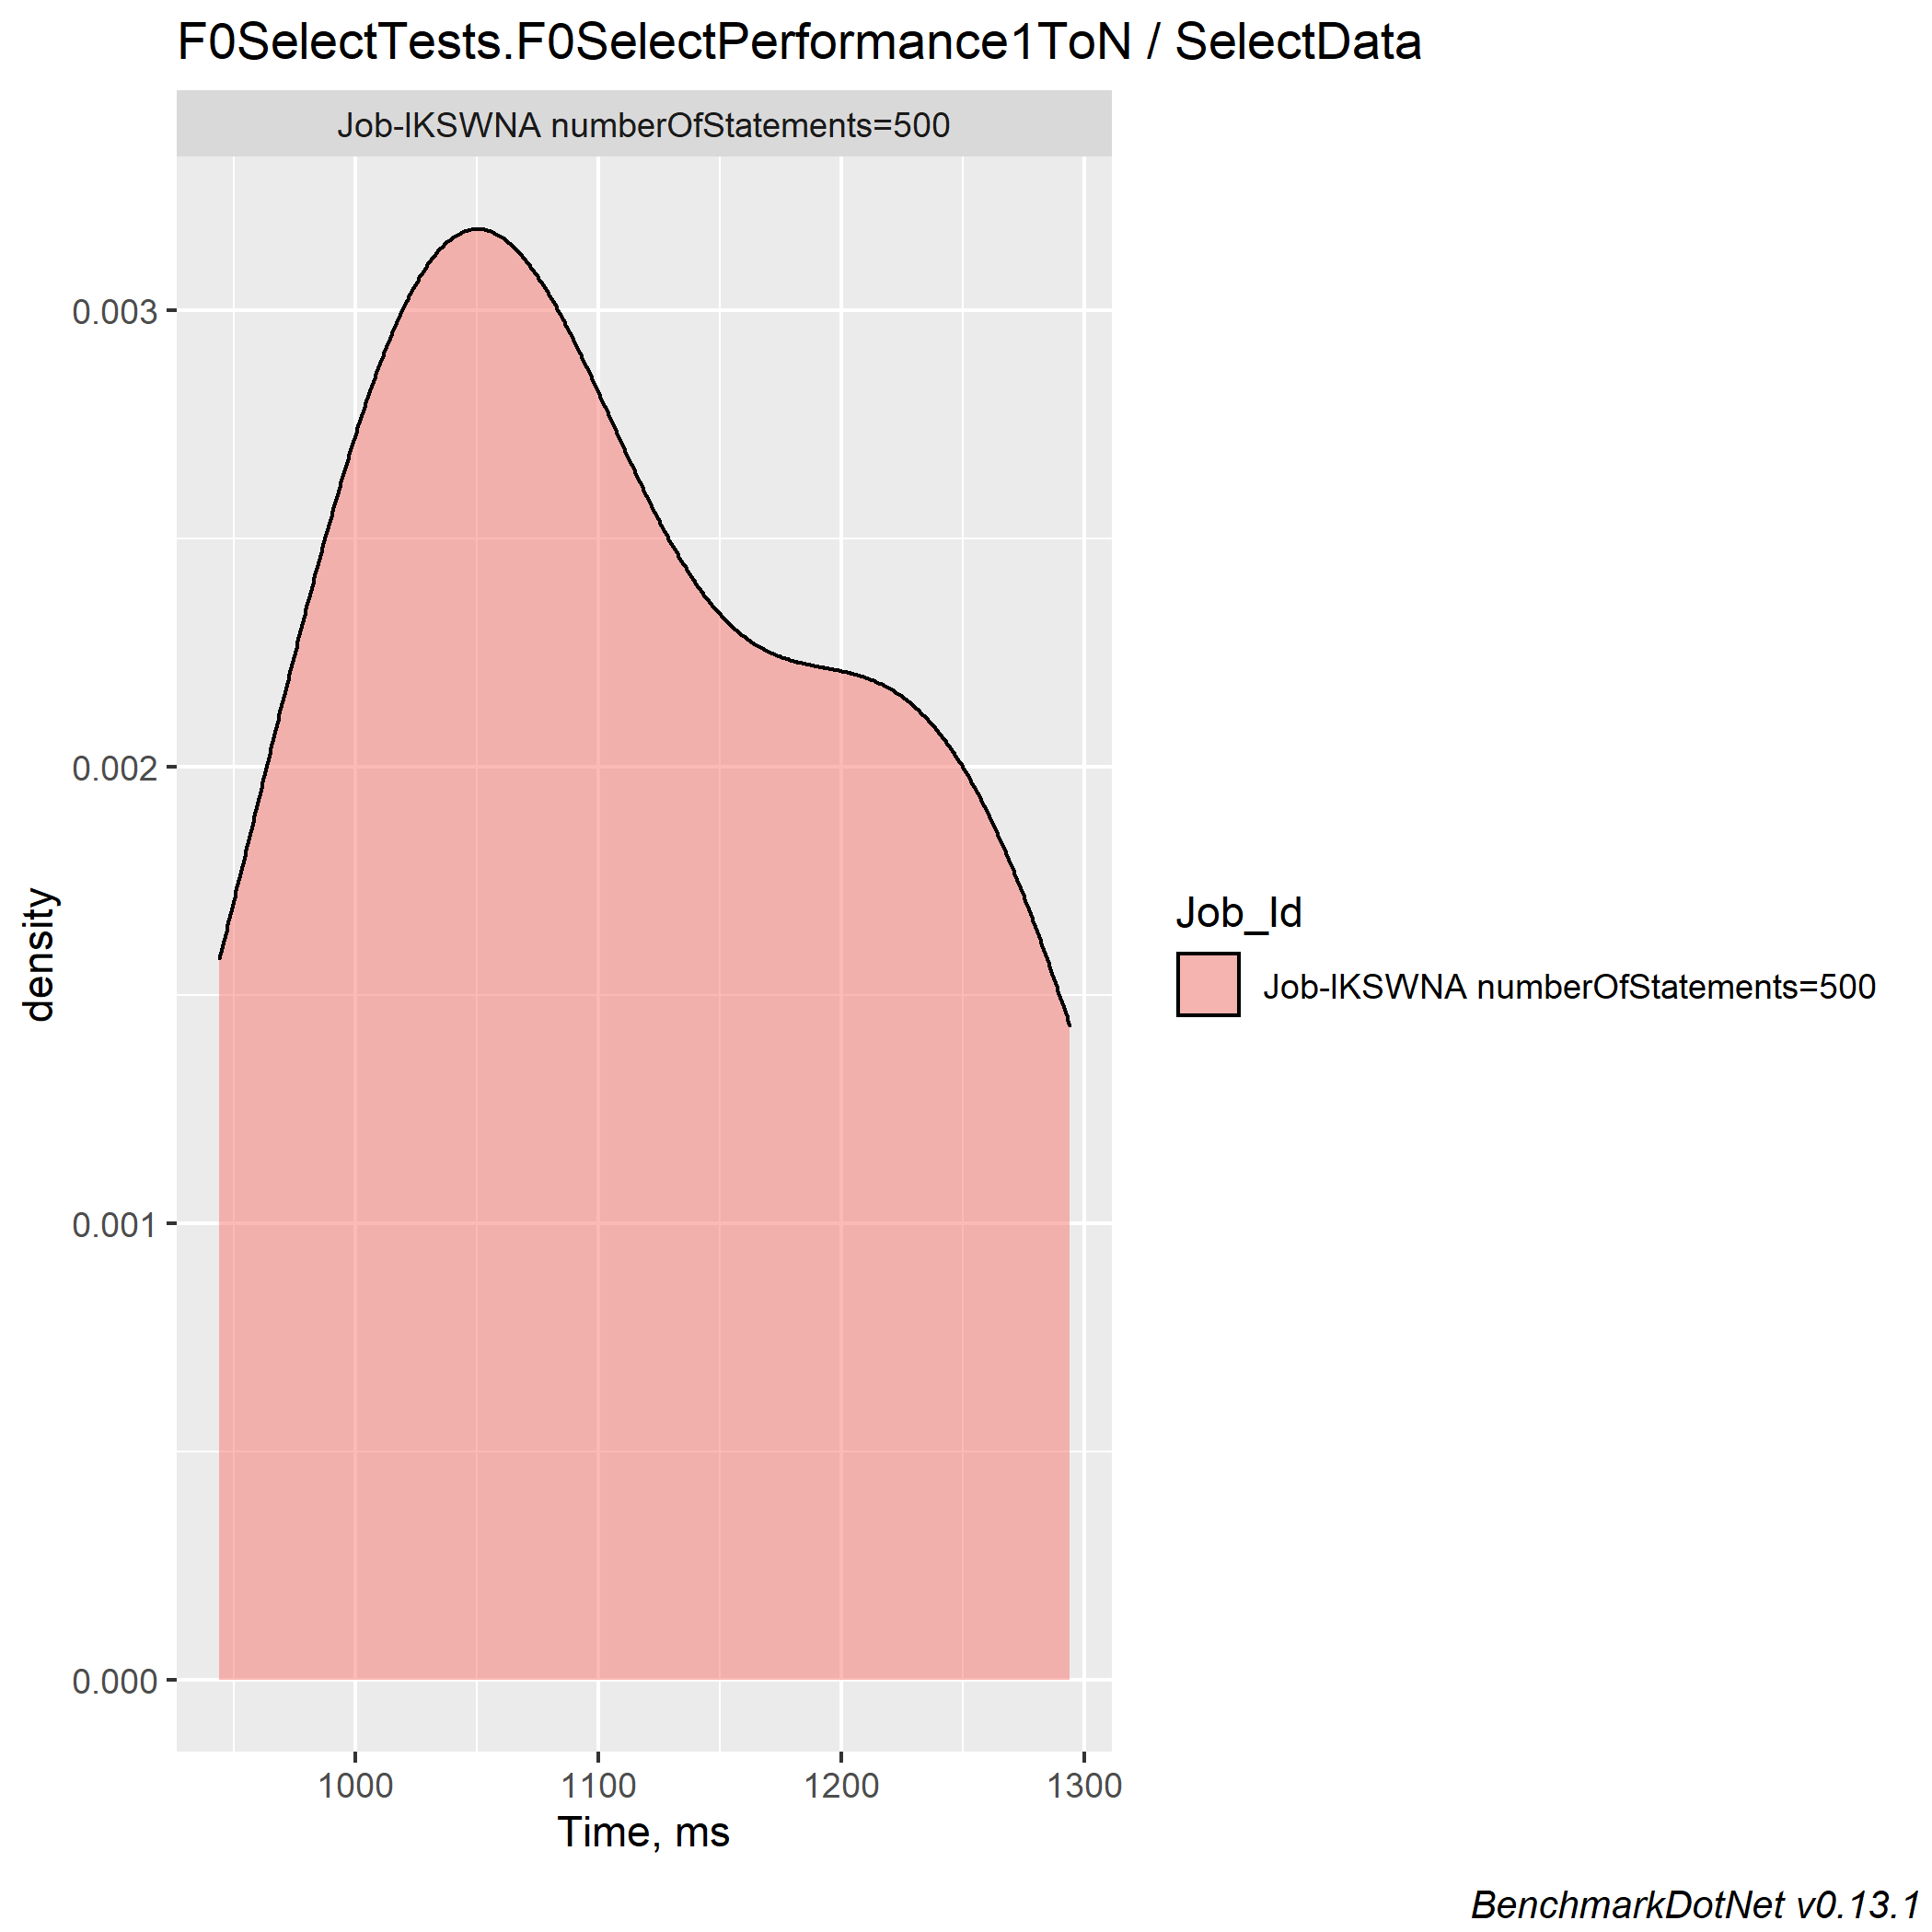 F0SelectTests.F0SelectPerformance1ToN / SelectData
Job-IKSWNA numberOfStatements=500
0.003
0.002
0.001
0.000
density
1000 1100 1200 1300
Time, ms
Job_Id
Job-IKSWNA numberOfStatements=500
BenchmarkDotNet v0.13.1